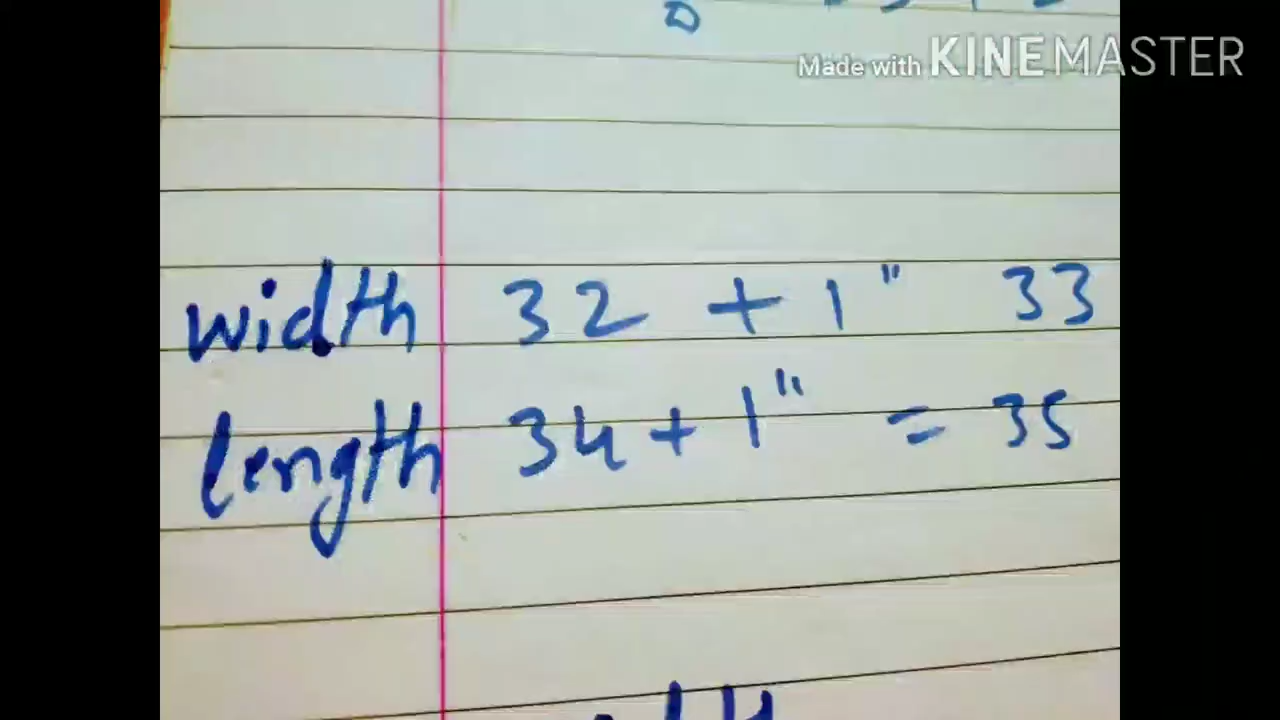 Made with KINEMASTER
width 32 + 1" 33
length 34 + 1" = 35